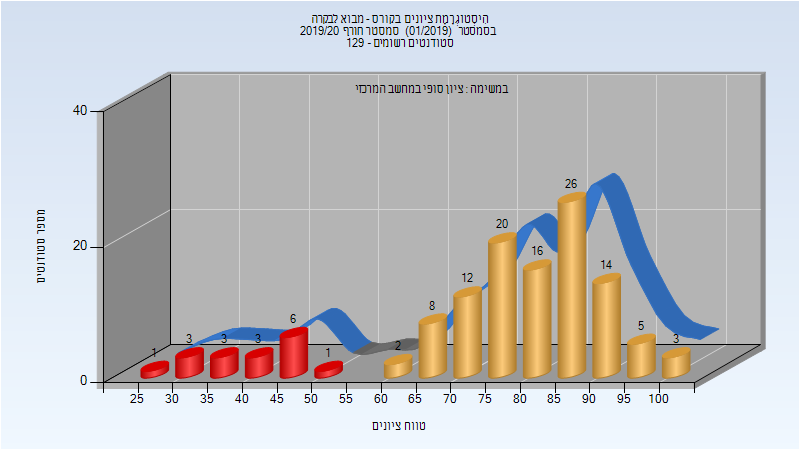 היסטוגרמת ציונים בקורס - מבוא לבקרה
בסמסטר (01/2019) סמסטר חורף 2019/20
סטודנטים רשומים - 129
במשימה : ציון סופי במחשב המרכזי
מספר סטודנטים
40
20
0
1
3
3
3
6
1
2
8
12
20
16
26
14
5
3
25 30 35 40 45 50 55 60 65 70 75 80 85 90 95 100
טווח ציונים